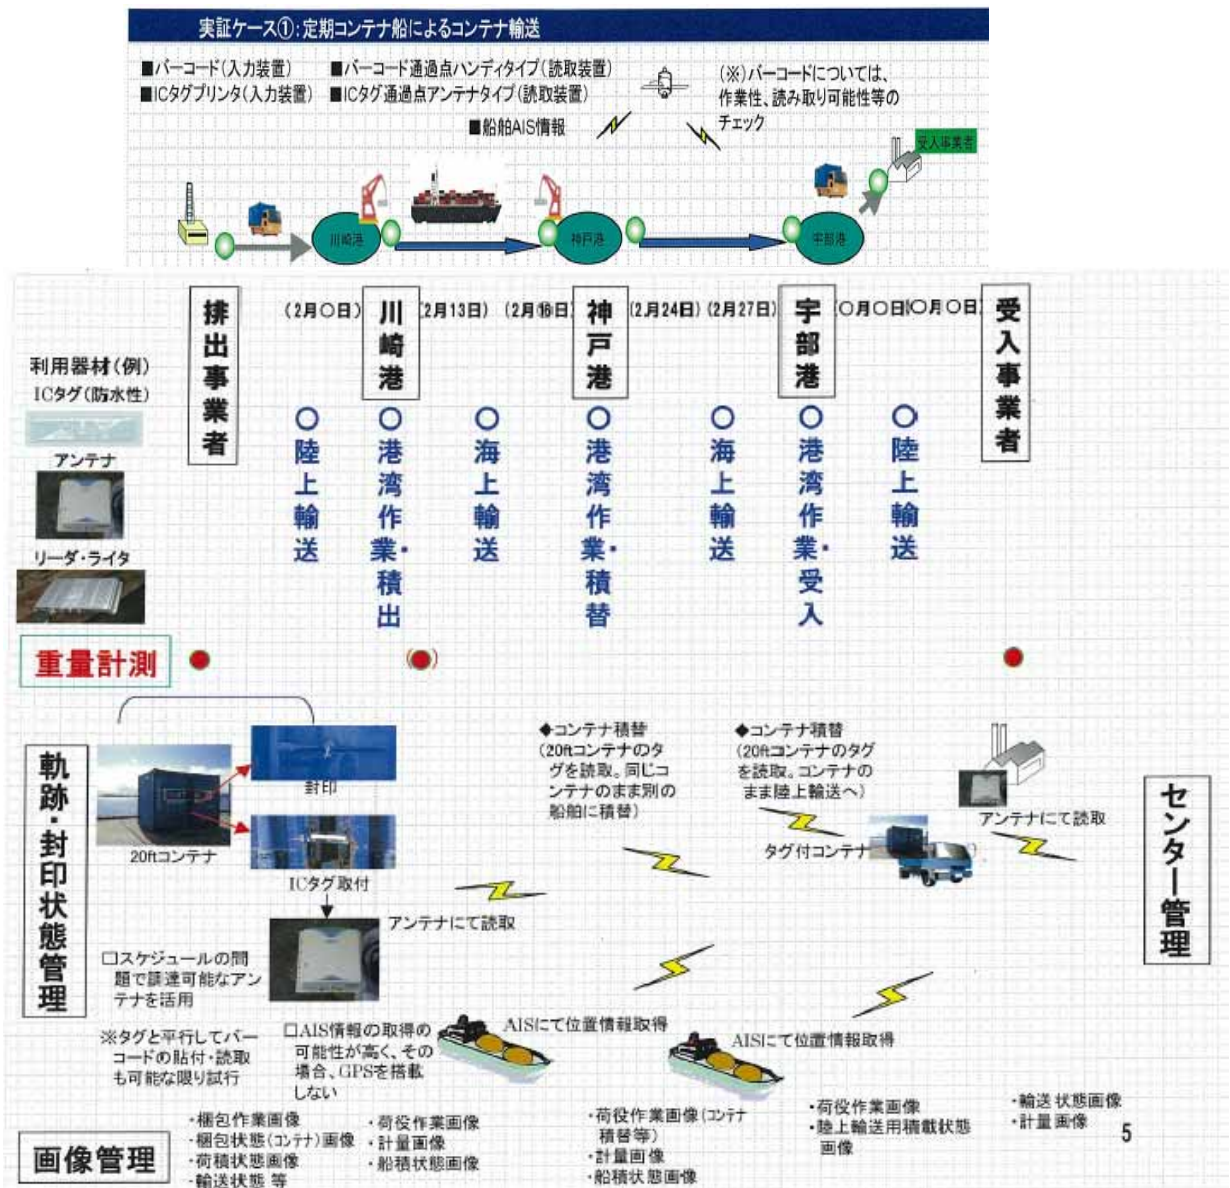 実証ケース①:定期コンテナ船によるコンテナ輸送
■バーコード(入力装置)
■バーコード通過点ハンディタイプ(読取装置)
■ICタグプリンタ(入力装置)
■ICタグ通過点アンテナタイプ(読取装置)
■船舶AIS情報
(※)バーコードについては、
作業性、読み取り可能性等の
チェック
受入事業者
川崎港
神戸港
宇部港
排出事業者
(2月〇日)
川崎港
(2月13日)
(2月16日)
神戸港
(2月24日)
(2月27日)
宇部港
(〇月〇日)
(〇月〇日)
受入事業者
利用器材(例)
ICタグ(防水性)
アンテナ
リーダ・ライタ
〇陸上輸送
〇港湾作業・積出
〇海上輸送
〇港湾作業・積替
〇海上輸送
〇港湾作業・受入
〇陸上輸送
重量計測
軌跡・封印状態管理
20ftコンテナ
封印
ICタグ取付
アンテナにて読取
◆コンテナ積替
(20ftコンテナのタ
グを読取。同じコ
ンテナのまま別の
船舶に積替)
◆コンテナ積替
(20ftコンテナのタグ
を読取。コンテナの
まま陸上輸送へ)
タグ付コンテナ
アンテナにて読取
センター管理
□スケジュールの問
題で調達可能なアン
テナを活用
※タグと平行してバー
コードの貼付・読取
も可能な限り試行
□AIS情報の取得の
可能性が高く、その
場合、GPSを搭載
しない
AISにて位置情報取得
AISにて位置情報取得
画像管理
・梱包作業画像
・梱包状態(コンテナ)画像
・荷積状態画像
・輸送状態 等
・荷役作業画像
・計量画像
・船積状態画像
・荷役作業画像(コンテナ
積替等)
・計量画像
・船積状態画像
・荷役作業画像
・陸上輸送用積載状態
画像
・輸送状態画像
・計量画像
5